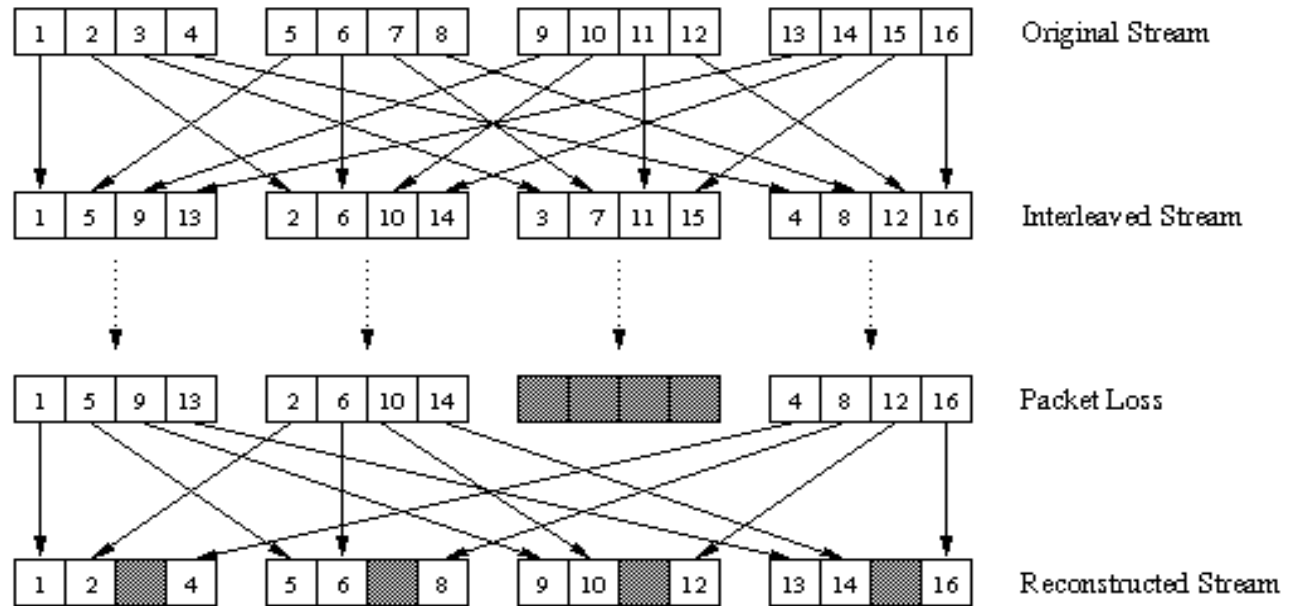 1 2 3 4 5 6 7 8 9 10 11 12 13 14 15 16 Original Stream
1 5 9 13 2 6 10 14 3 7 11 15 4 8 12 16 Interleaved Stream
1 5 9 13 2 6 10 14 4 8 12 16 Packet Loss
1 2 4 5 6 8 9 10 12 13 14 16 Reconstructed Stream